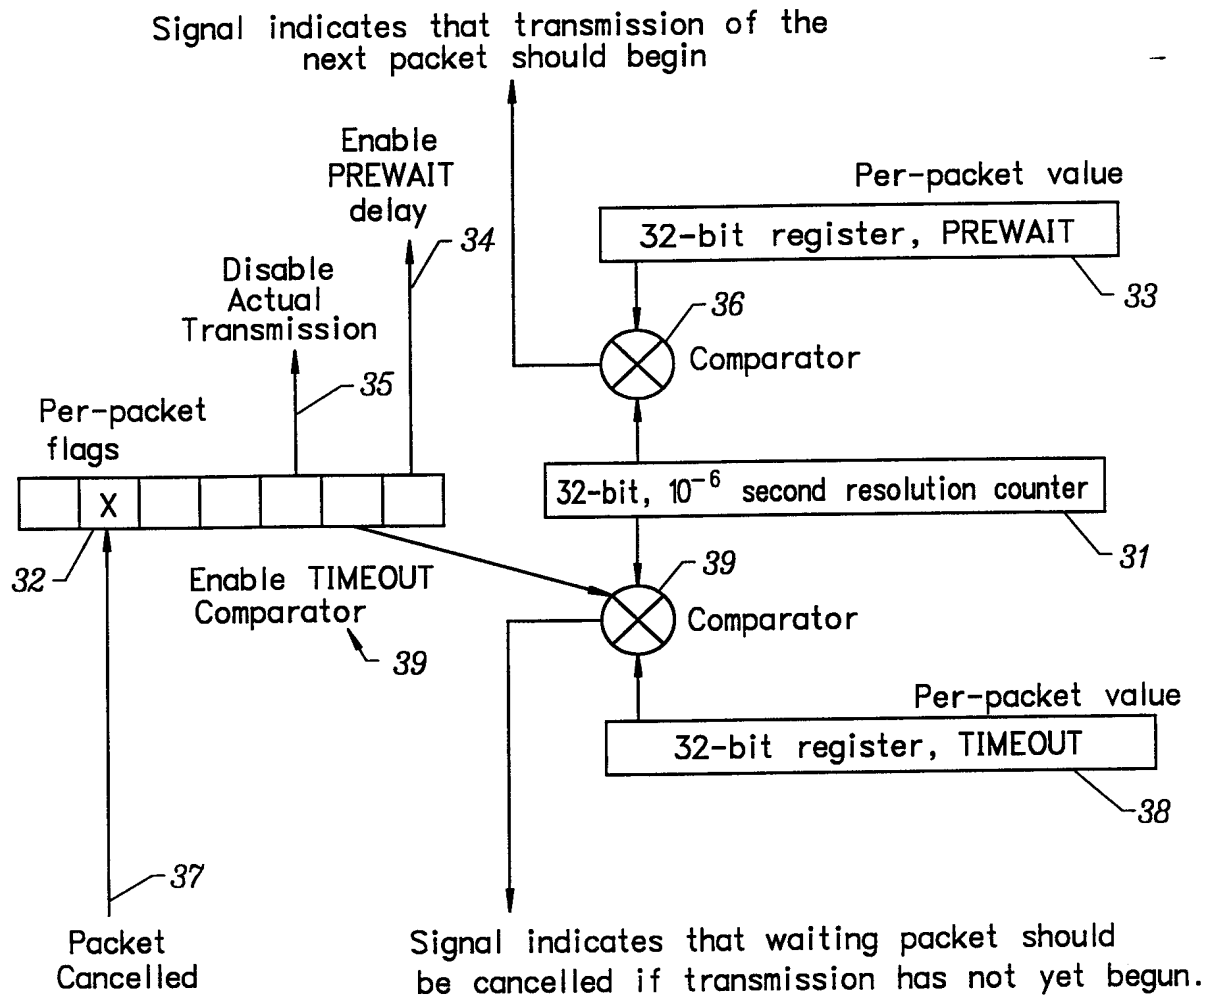 Signal indicates that transmission of the
next packet should begin
Enable
PREWAIT
delay
34
Per-packet value
32-bit register, PREWAIT
33
Disable
Actual
Transmission
36
Comparator
35
Per-packet
flags
X
32-bit, 10⁻⁶ second resolution counter
31
32
Enable TIMEOUT
Comparator
39
39
Comparator
Per-packet value
32-bit register, TIMEOUT
38
37
Packet
Cancelled
Signal indicates that waiting packet should
be cancelled if transmission has not yet begun.